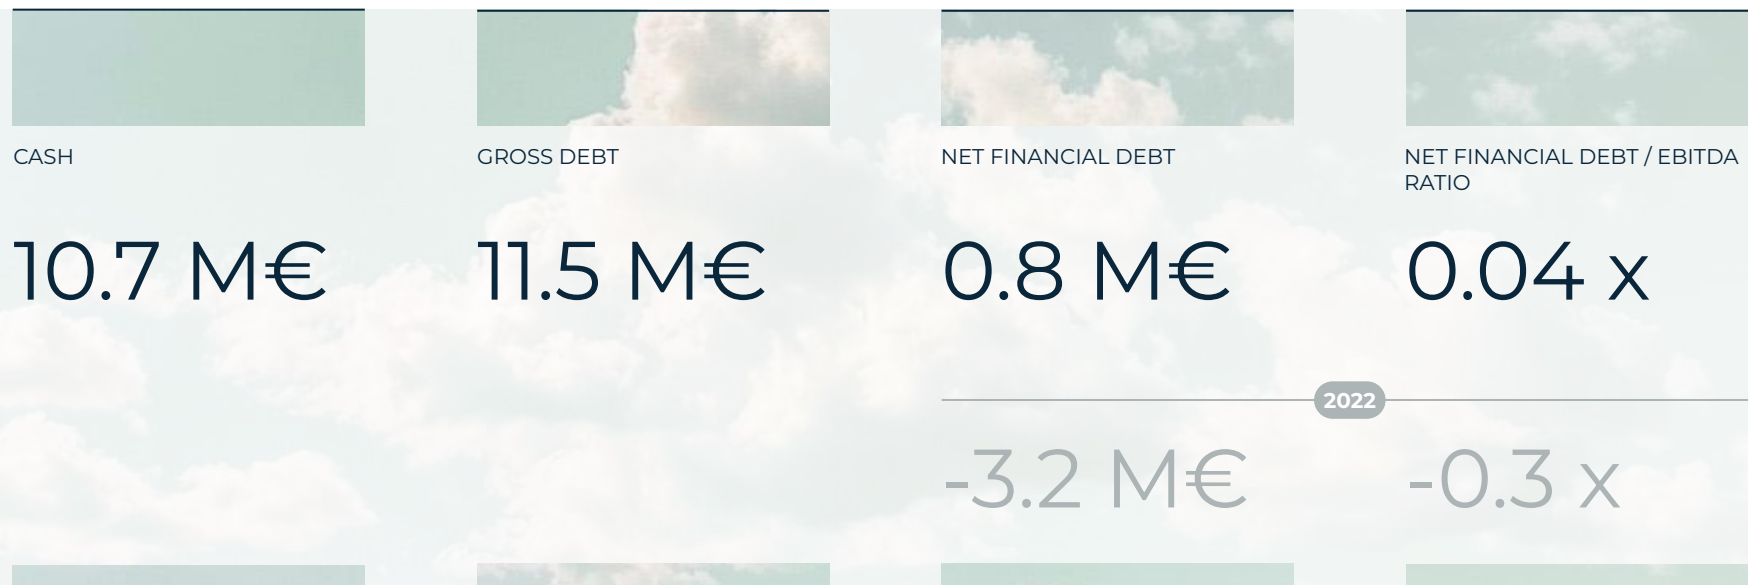 CASH
10.7 M€
GROSS DEBT
11.5 M€
NET FINANCIAL DEBT
0.8 M€
NET FINANCIAL DEBT / EBITDA
RATIO
0.04 x
2022
-3.2 M€
-0.3 x